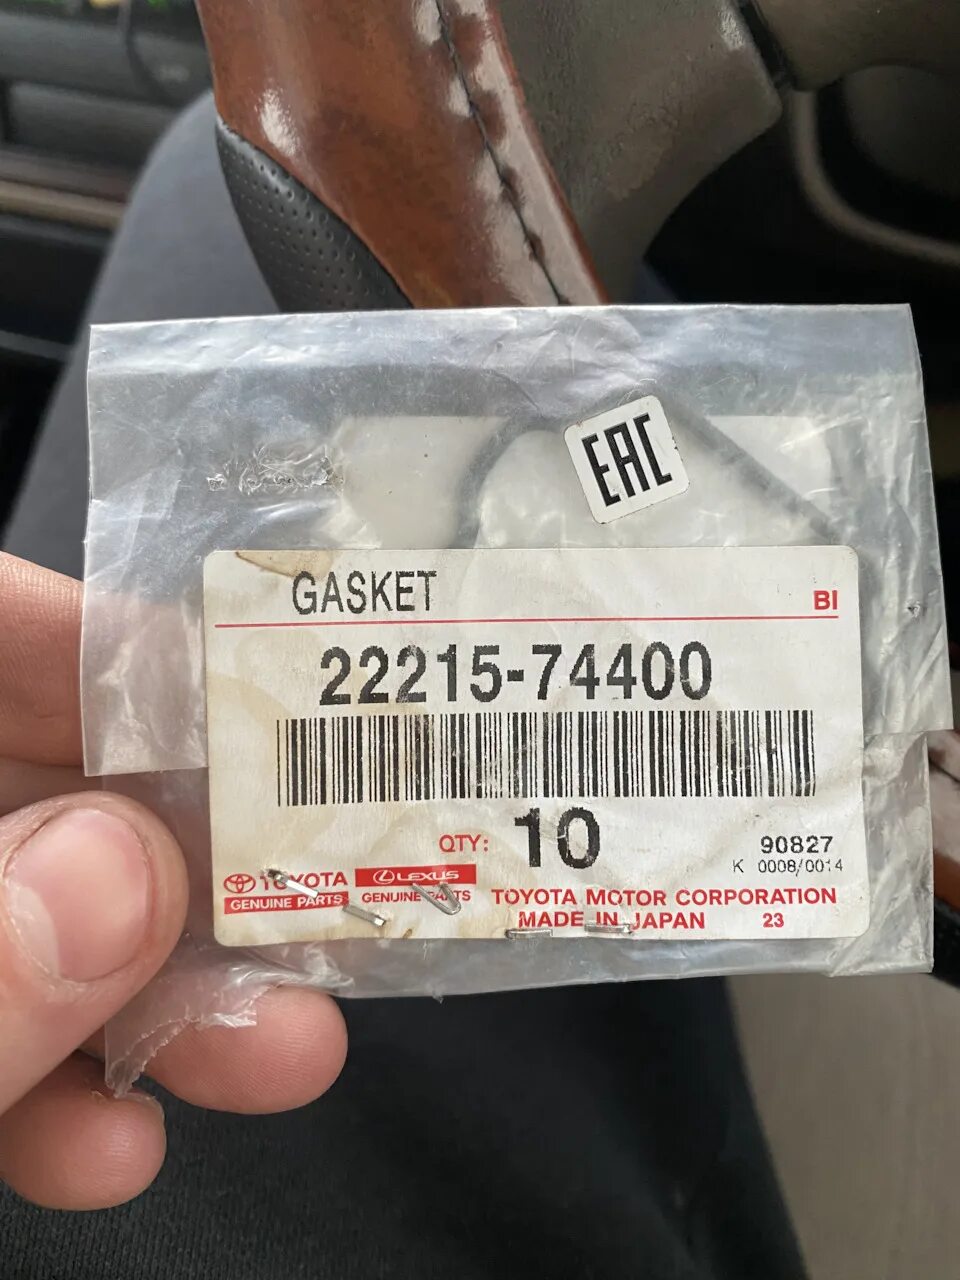 EAC
GASKET
BI
22215-74400
QTY: 10
90827
K 0008/0014
TOYOTA
GENUINE PARTS
LEXUS
GENUINE PARTS
TOYOTA MOTOR CORPORATION
MADE IN JAPAN 23